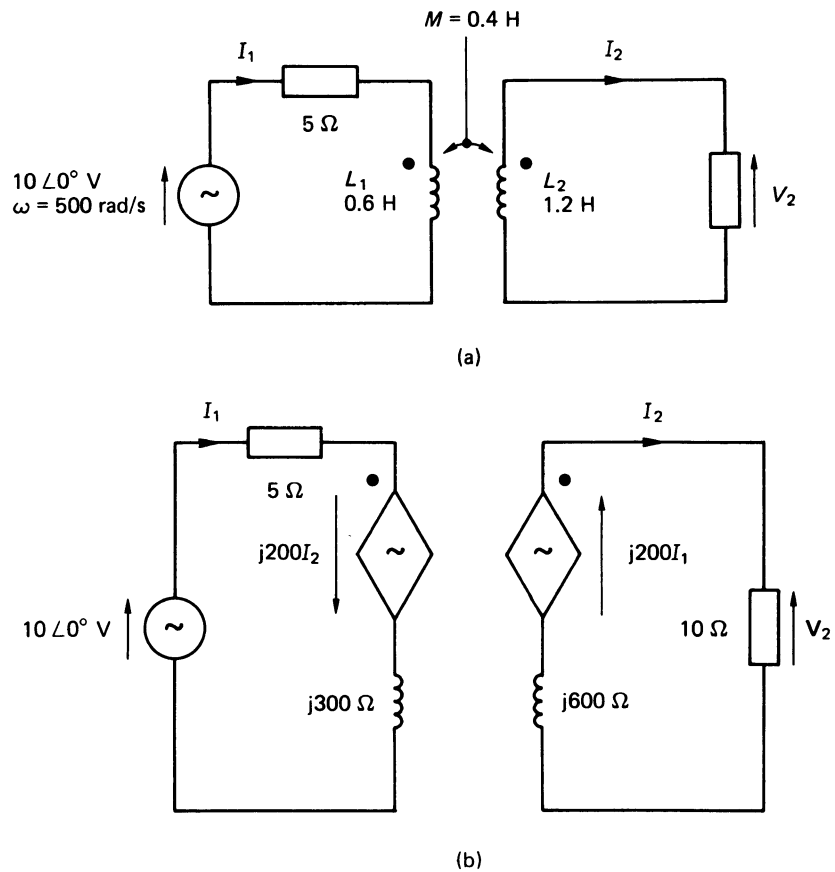 M = 0.4 H
I₁
I₂
5 Ω
10 ∠0° V
ω = 500 rad/s
~
L₁
0.6 H
L₂
1.2 H
V₂
(a)
I₁
I₂
5 Ω
j200I₂
~
~
j200I₁
10 ∠0° V
~
10 Ω
V₂
j300 Ω
j600 Ω
(b)